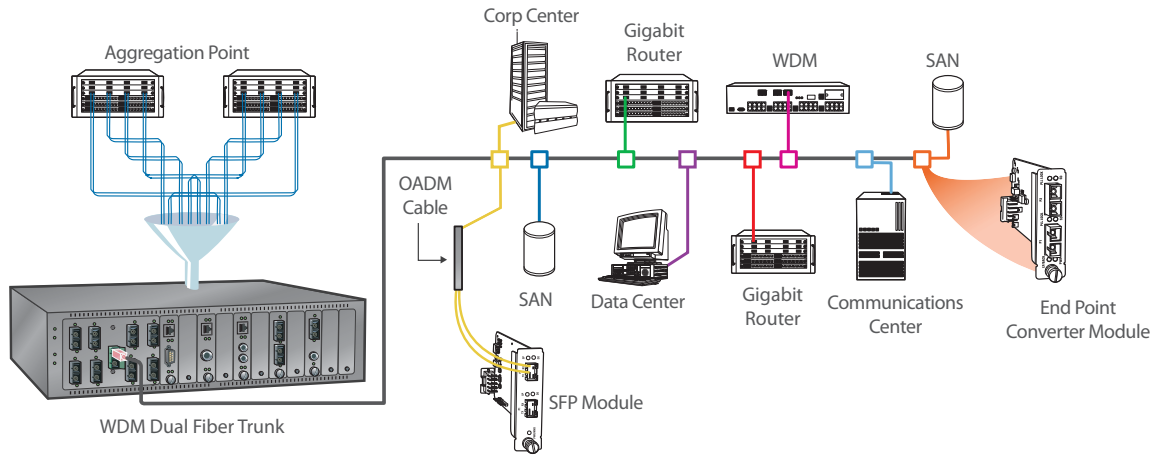 Aggregation Point
Corp Center
Gigabit
Router
WDM
SAN
OADM
Cable
SAN
Data Center
Gigabit
Router
Communications
Center
End Point
Converter Module
SFP Module
WDM Dual Fiber Trunk